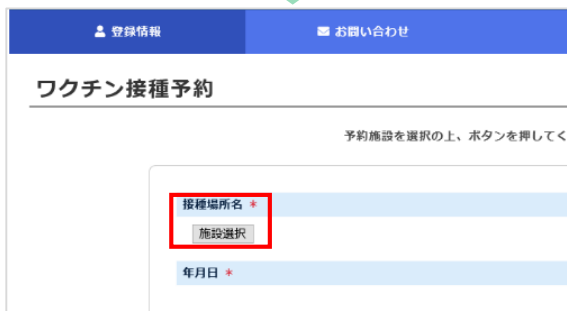 登録情報
お問い合わせ
ワクチン接種予約
予約施設を選択の上、ボタンを押してく
接種場所名 *
施設選択
年月日 *